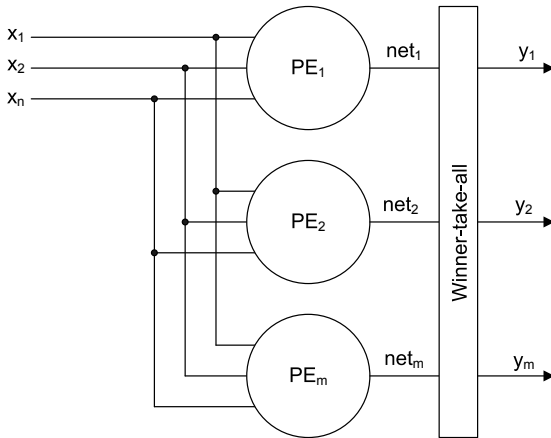 x₁
x₂
xₙ
PE₁
net₁
y₁
PE₂
net₂
y₂
PEₘ
netₘ
yₘ
Winner-take-all